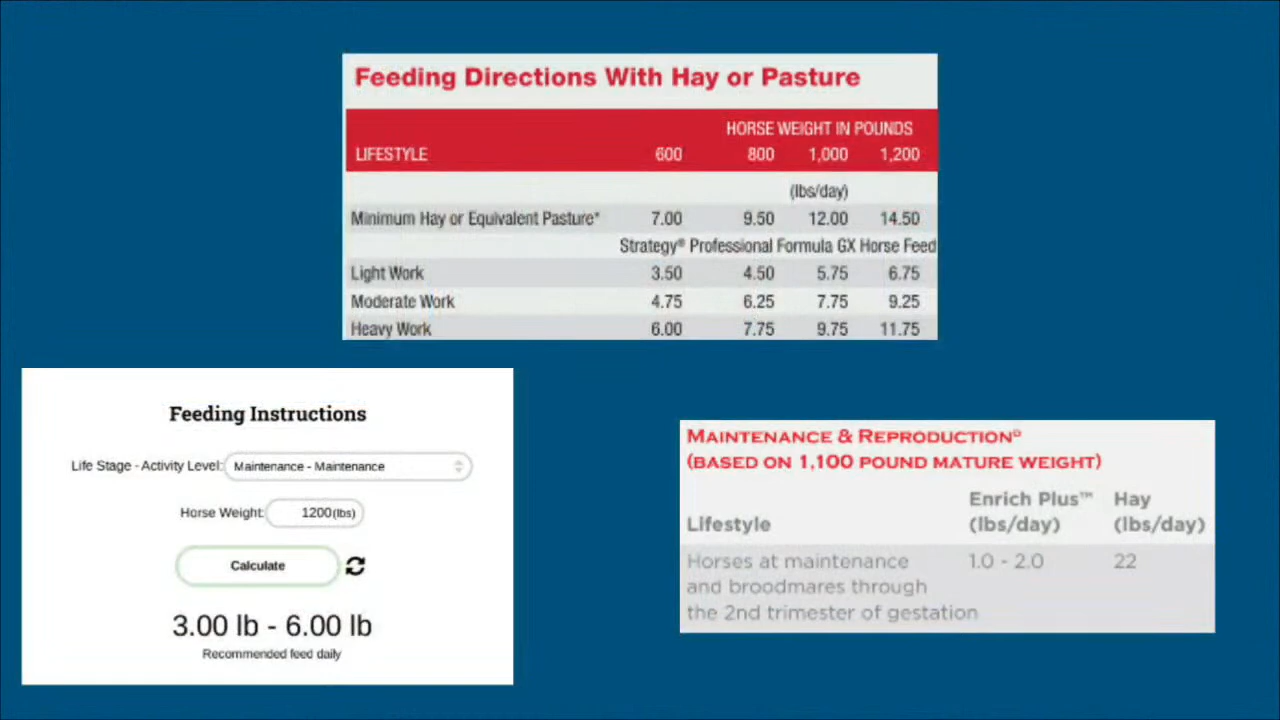 Feeding Directions With Hay or Pasture
HORSE WEIGHT IN POUNDS
LIFESTYLE 600 800 1,000 1,200
(lbs/day)
Minimum Hay or Equivalent Pasture* 7.00 9.50 12.00 14.50
Strategy® Professional Formula GX Horse Feed
Light Work 3.50 4.50 5.75 6.75
Moderate Work 4.75 6.25 7.75 9.25
Heavy Work 6.00 7.75 9.75 11.75
Feeding Instructions
Life Stage - Activity Level: Maintenance - Maintenance
Horse Weight: 1200(lbs)
Calculate
3.00 lb - 6.00 lb
Recommended feed daily
MAINTENANCE & REPRODUCTIONᴰ
(BASED ON 1,100 POUND MATURE WEIGHT)
Enrich Plus™ Hay
Lifestyle (lbs/day) (lbs/day)
Horses at maintenance 1.0 - 2.0 22
and broodmares through
the 2nd trimester of gestation